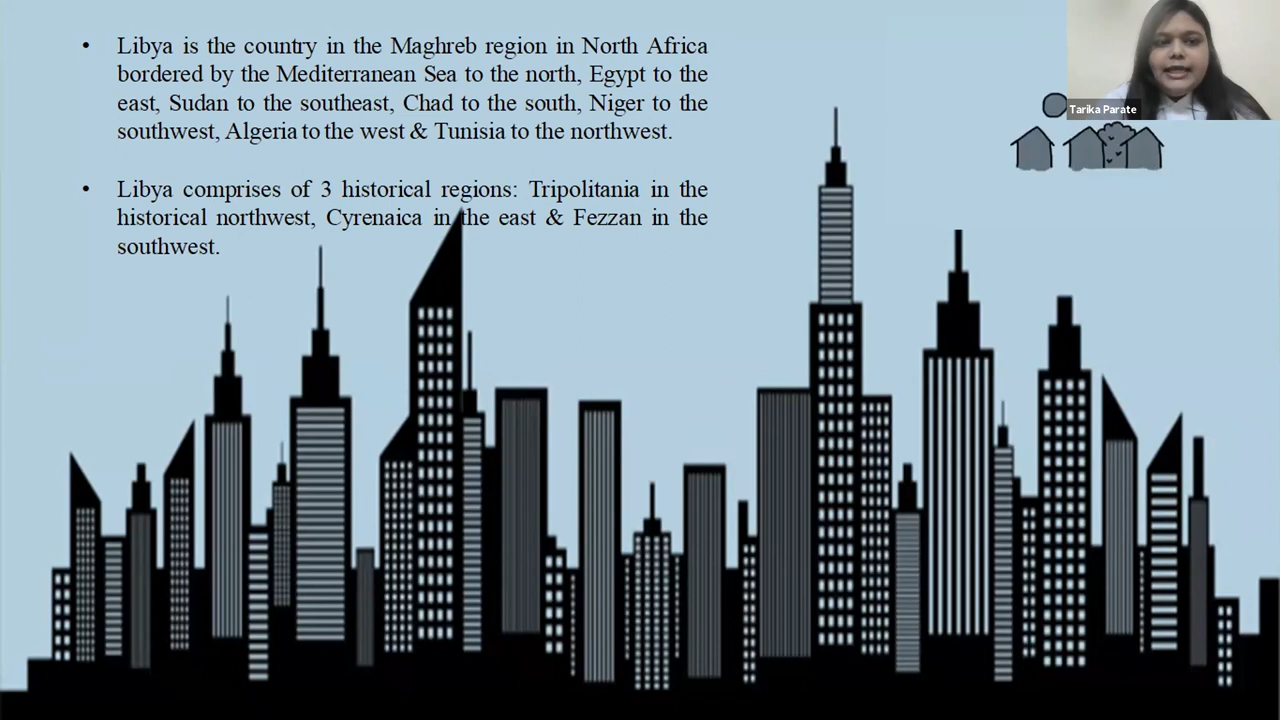 • Libya is the country in the Maghreb region in North Africa
bordered by the Mediterranean Sea to the north, Egypt to the
east, Sudan to the southeast, Chad to the south, Niger to the
southwest, Algeria to the west & Tunisia to the northwest.
• Libya comprises of 3 historical regions: Tripolitania in the
historical northwest, Cyrenaica in the east & Fezzan in the
southwest.
Tarika Parate